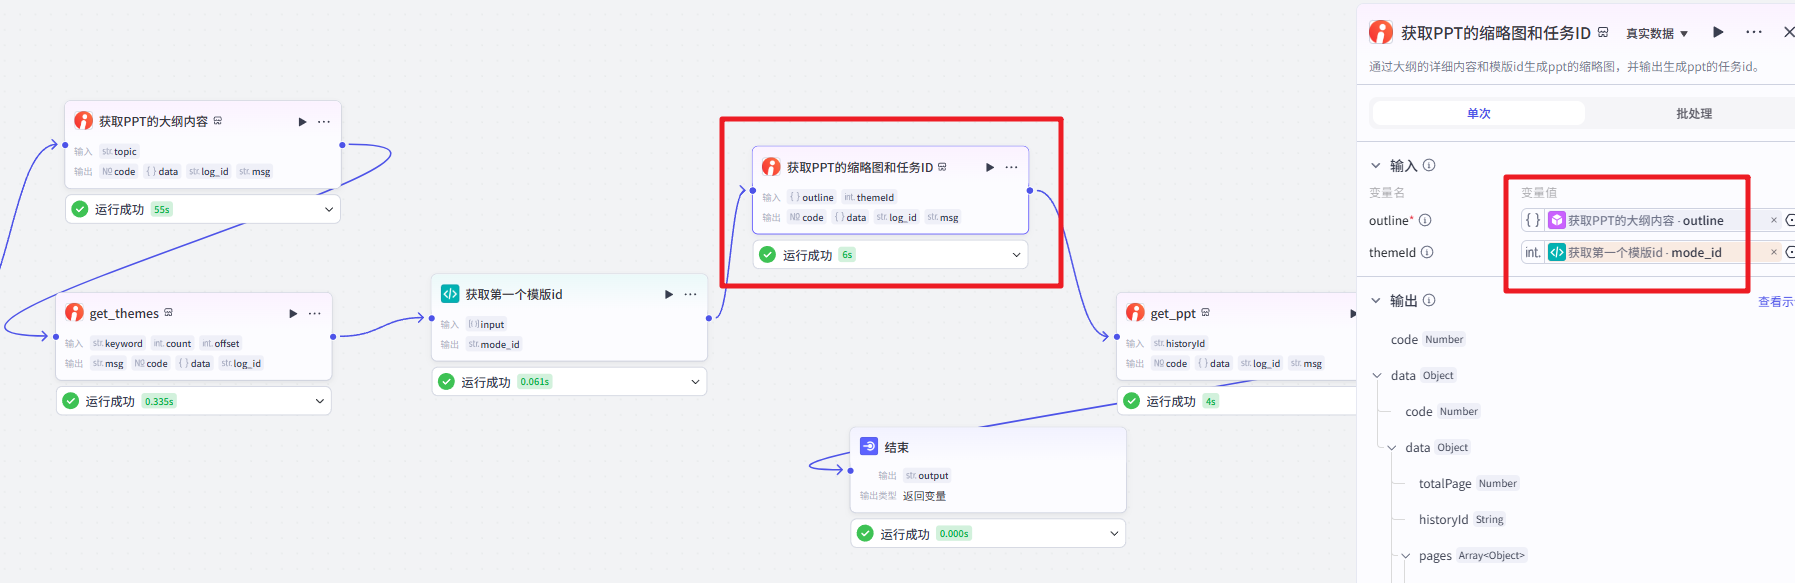 获取PPT的大纲内容
输入 str. topic
输出 N0 code { } data str. log_id str. msg
运行成功 55s
get_themes
输入 str. keyword int. count int. offset
输出 str. msg N0 code { } data str. log_id
运行成功 0.335s
获取第一个模版id
输入 [{}] input
输出 str. mode_id
运行成功 0.061s
获取PPT的缩略图和任务ID
输入 { } outline int. themeId
输出 N0 code { } data str. log_id str. msg
运行成功 6s
get_ppt
输入 str. historyId
输出 N0 code { } data str. log_id str. msg
运行成功 4s
结束
输出 str. output
输出类型 返回变量
运行成功 0.000s
获取PPT的缩略图和任务ID 真实数据
通过大纲的详细内容和模版id生成ppt的缩略图，并输出生成ppt的任务id。
单次 批处理
输入
变量名 变量值
outline* { } 获取PPT的大纲内容 - outline
themeId int. 获取第一个模版id - mode_id
输出 查看示
code Number
data Object
code Number
data Object
totalPage Number
historyId String
pages Array<Object>